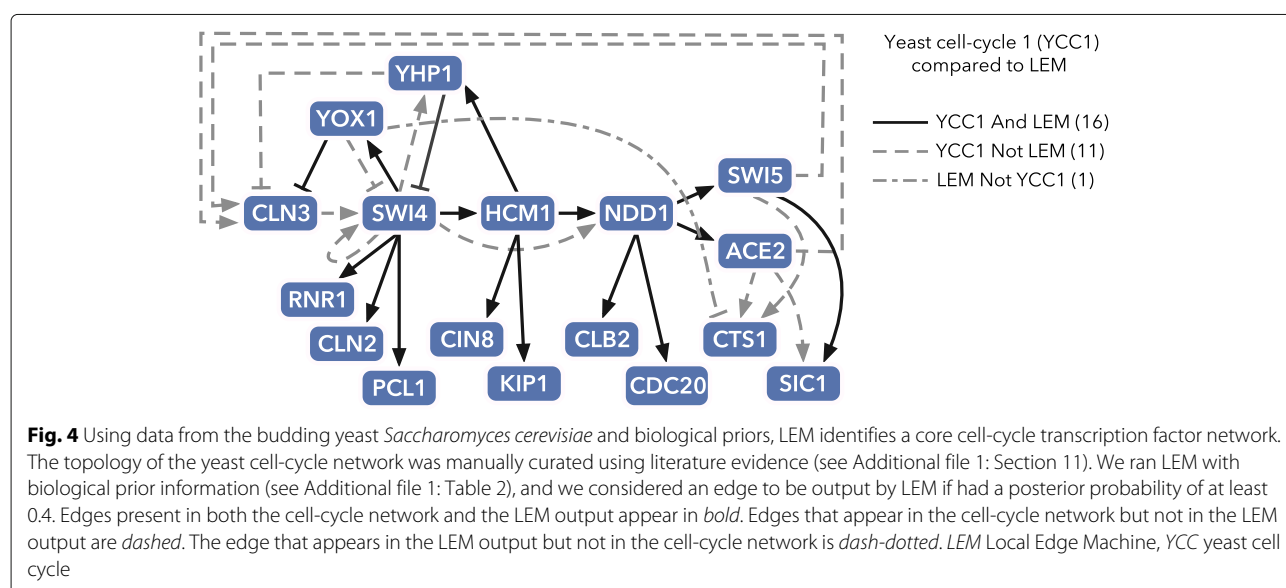 Yeast cell-cycle 1 (YCC1)
compared to LEM
YCC1 And LEM (16)
YCC1 Not LEM (11)
LEM Not YCC1 (1)
YHP1
YOX1
SWI5
CLN3
SWI4
HCM1
NDD1
ACE2
RNR1
CLN2
CIN8
CLB2
CTS1
PCL1
KIP1
CDC20
SIC1
Fig. 4 Using data from the budding yeast Saccharomyces cerevisiae and biological priors, LEM identifies a core cell-cycle transcription factor network.
The topology of the yeast cell-cycle network was manually curated using literature evidence (see Additional file 1: Section 11). We ran LEM with
biological prior information (see Additional file 1: Table 2), and we considered an edge to be output by LEM if had a posterior probability of at least
0.4. Edges present in both the cell-cycle network and the LEM output appear in bold. Edges that appear in the cell-cycle network but not in the LEM
output are dashed. The edge that appears in the LEM output but not in the cell-cycle network is dash-dotted. LEM Local Edge Machine, YCC yeast cell
cycle